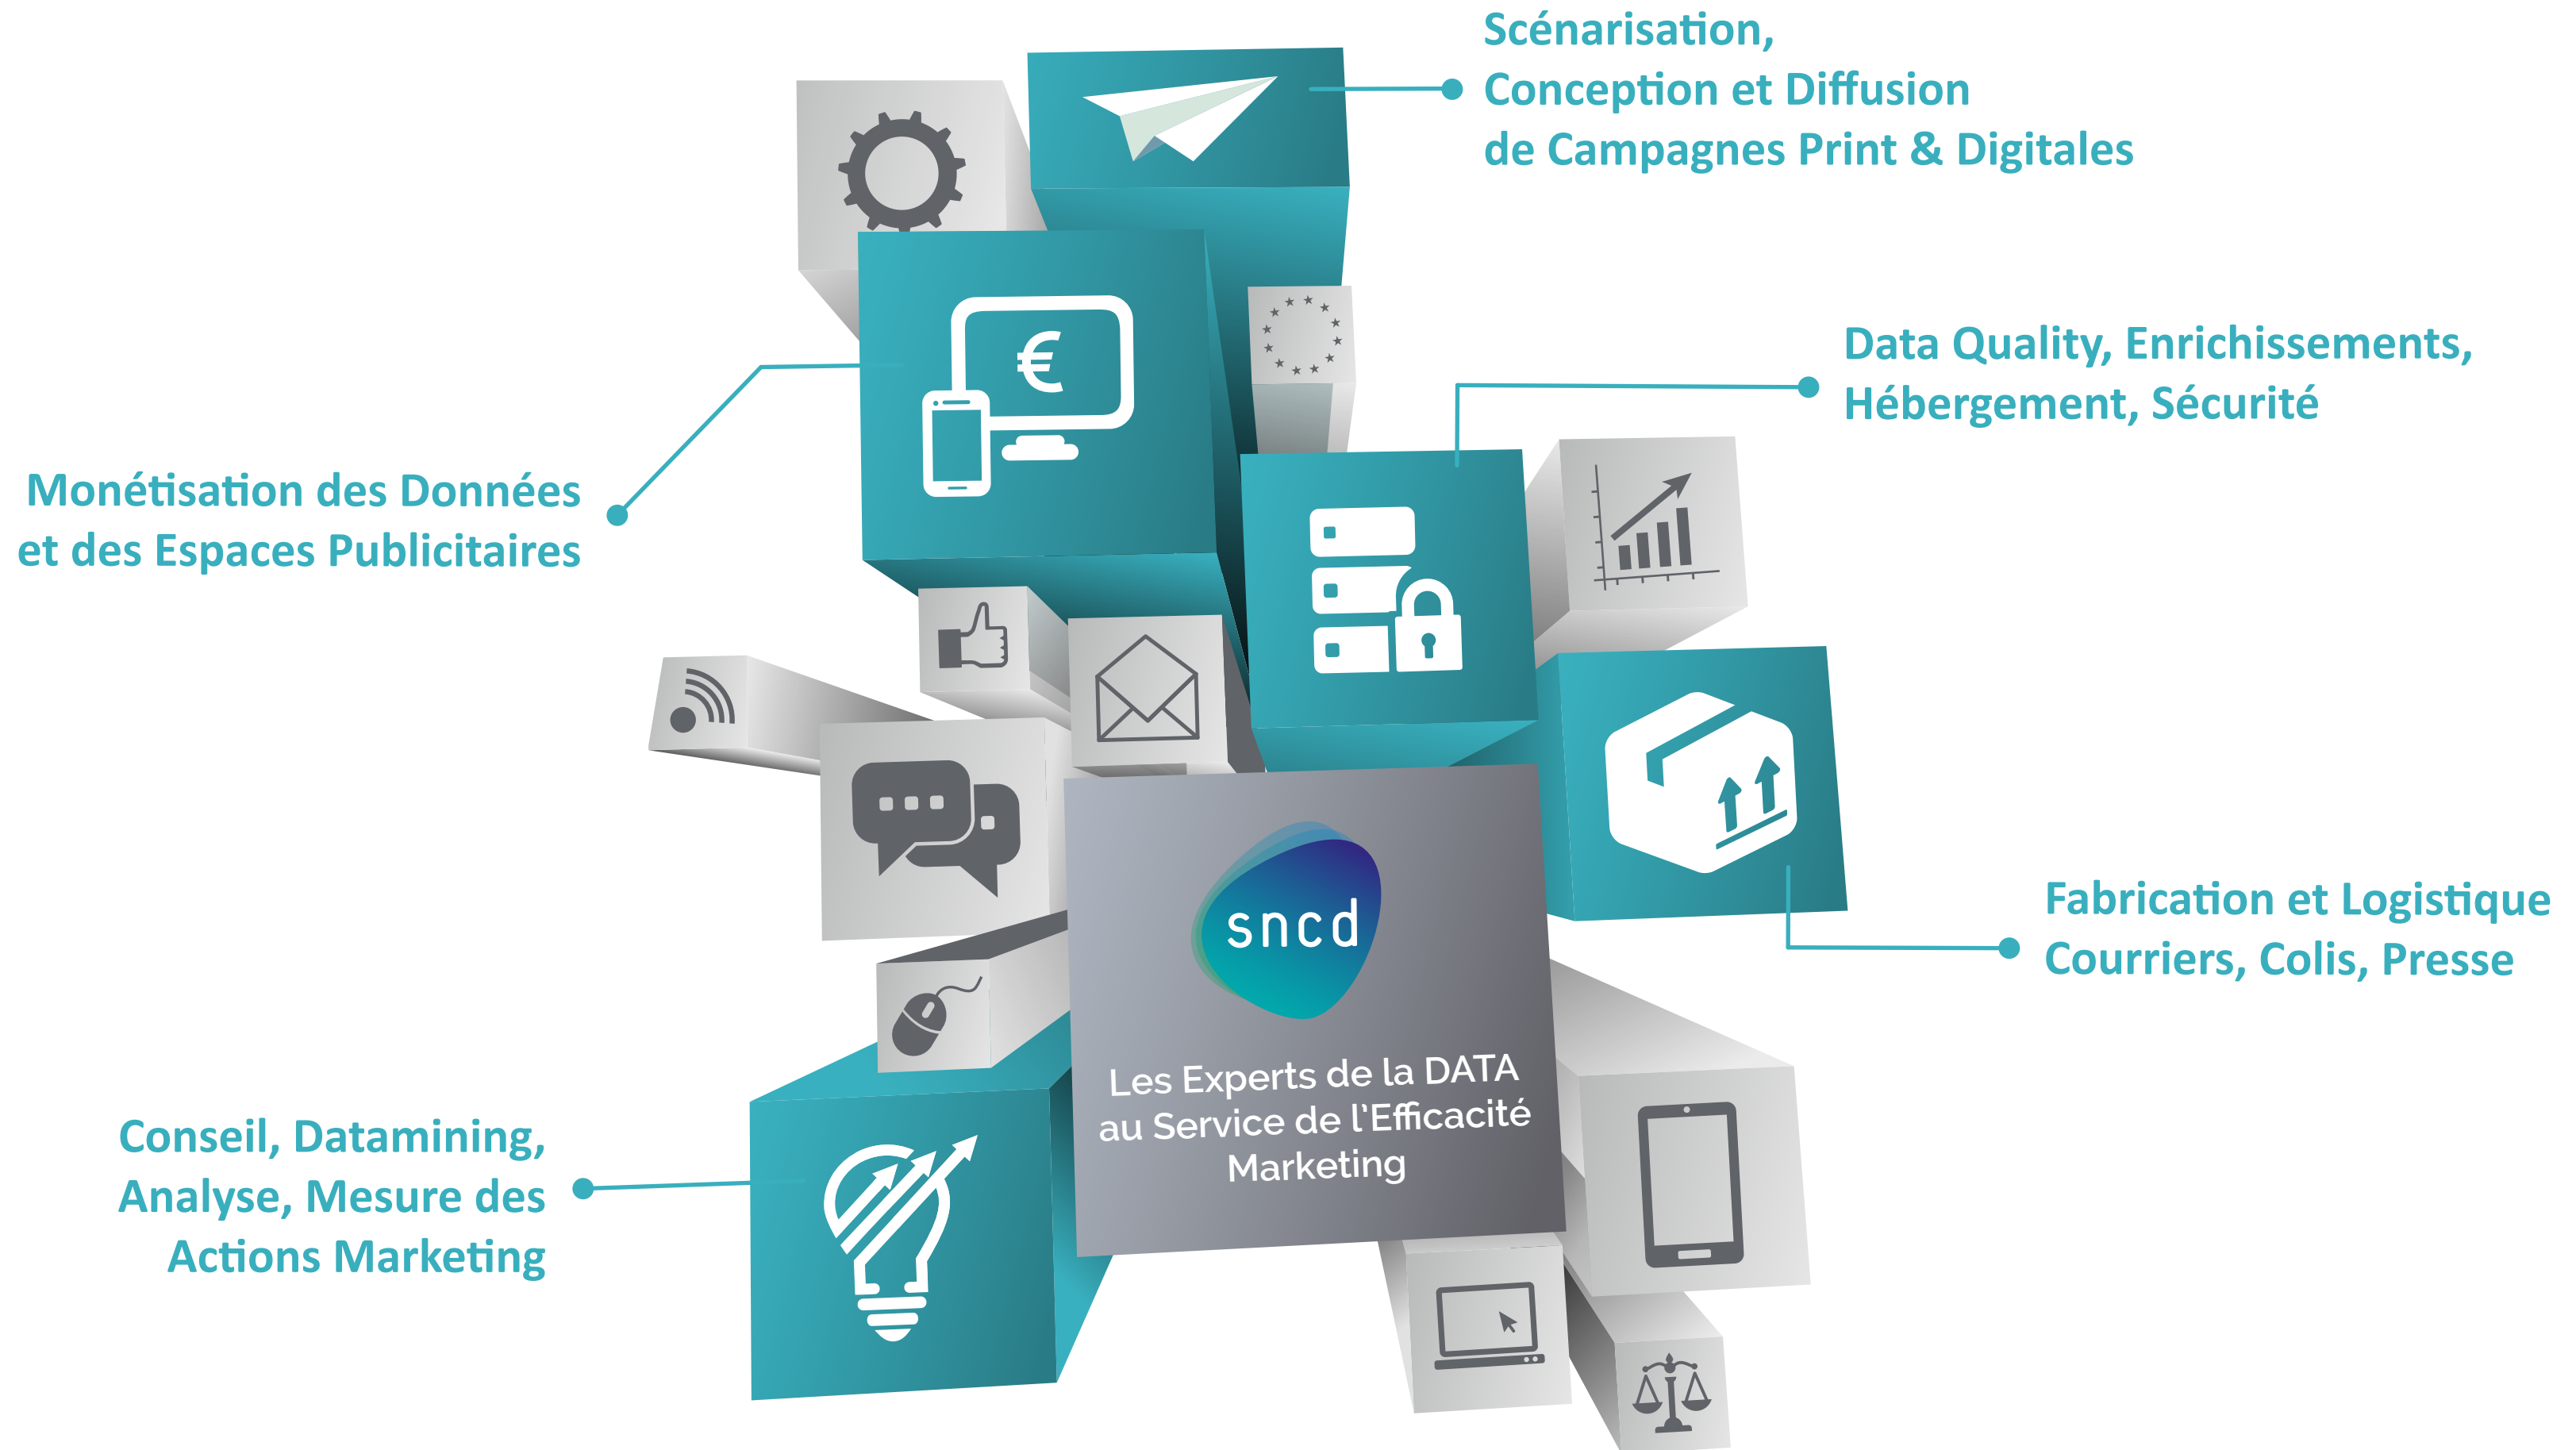 Scénarisation,
Conception et Diffusion
de Campagnes Print & Digitales
Data Quality, Enrichissements,
Hébergement, Sécurité
€
Monétisation des Données
et des Espaces Publicitaires
Fabrication et Logistique
Courriers, Colis, Presse
sncd
Les Experts de la DATA
au Service de l'Efficacité
Marketing
Conseil, Datamining,
Analyse, Mesure des
Actions Marketing